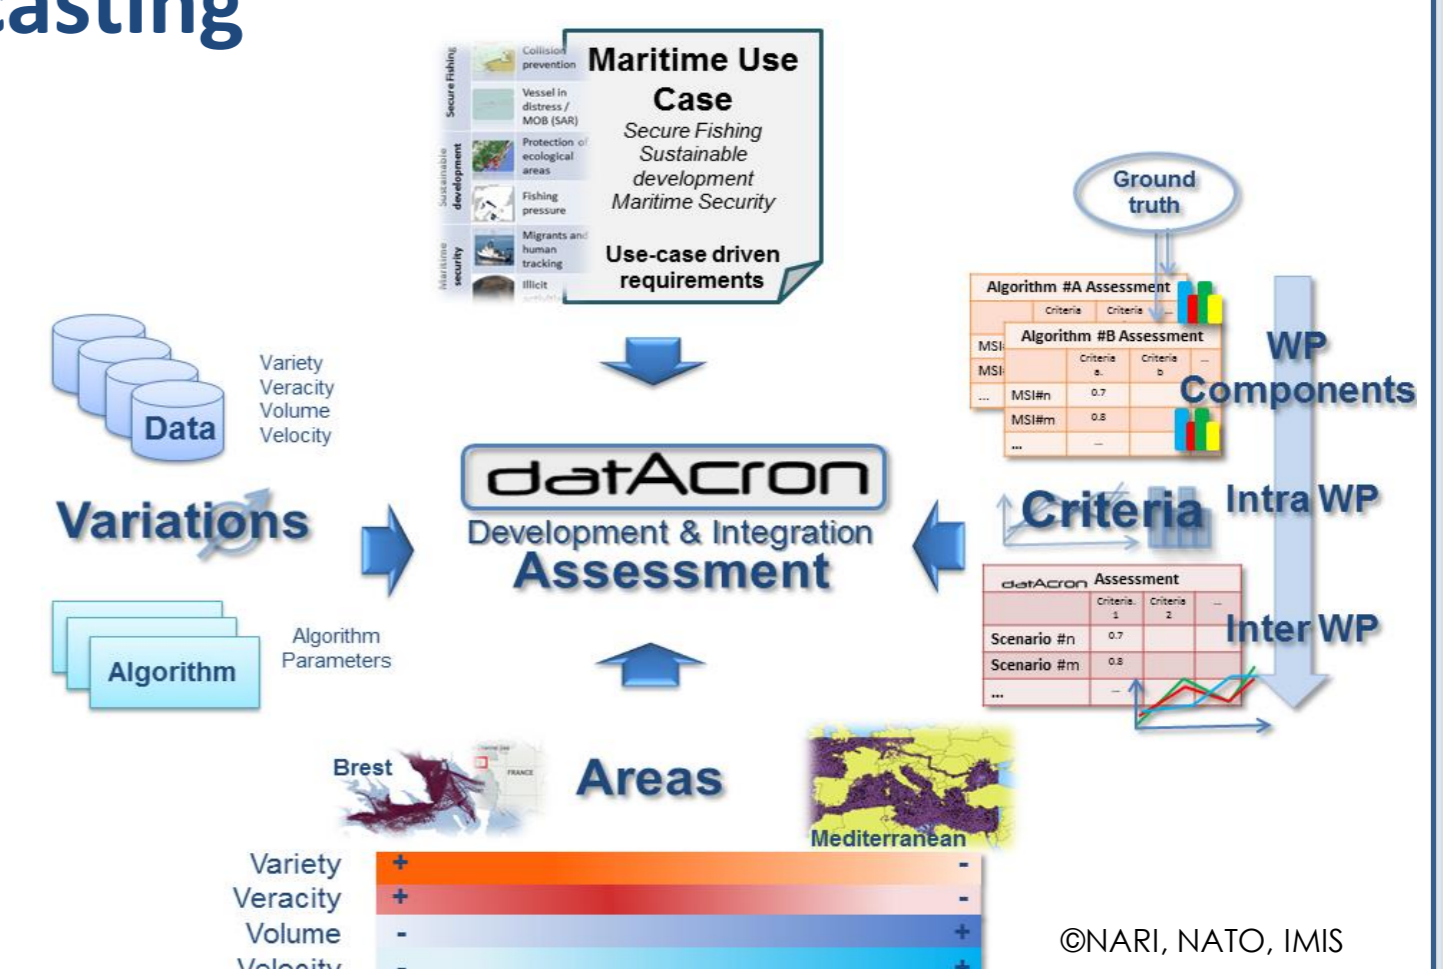 casting
Secure Fishing
Collision
prevention
Vessel in
distress /
MOB (SAR)
Sustainable
development
Protection of
ecological
areas
Fishing
pressure
Maritime
security
Migrants and
human
tracking
Illicit
Maritime Use
Case
Secure Fishing
Sustainable
development
Maritime Security
Use-case driven
requirements
Ground
truth
Algorithm #A Assessment
Criteria Criteria ...
MSI
MSI
...
Algorithm #B Assessment
Criteria
a.
Criteria
b
...
MSI#n 0.7
MSI#m 0.8
... ...
WP
Components
Data
Variety
Veracity
Volume
Velocity
datAcron
Development & Integration
Assessment
Variations
Criteria
Intra WP
Algorithm
Algorithm
Parameters
datAcron Assessment
Criteria.
1
Criteria
2
...
Scenario #n 0.7
Scenario #m 0.8
... ...
Inter WP
Brest
FRANCE
Areas
Mediterranean
Variety + -
Veracity + -
Volume - +
Velocity - +
©NARI, NATO, IMIS